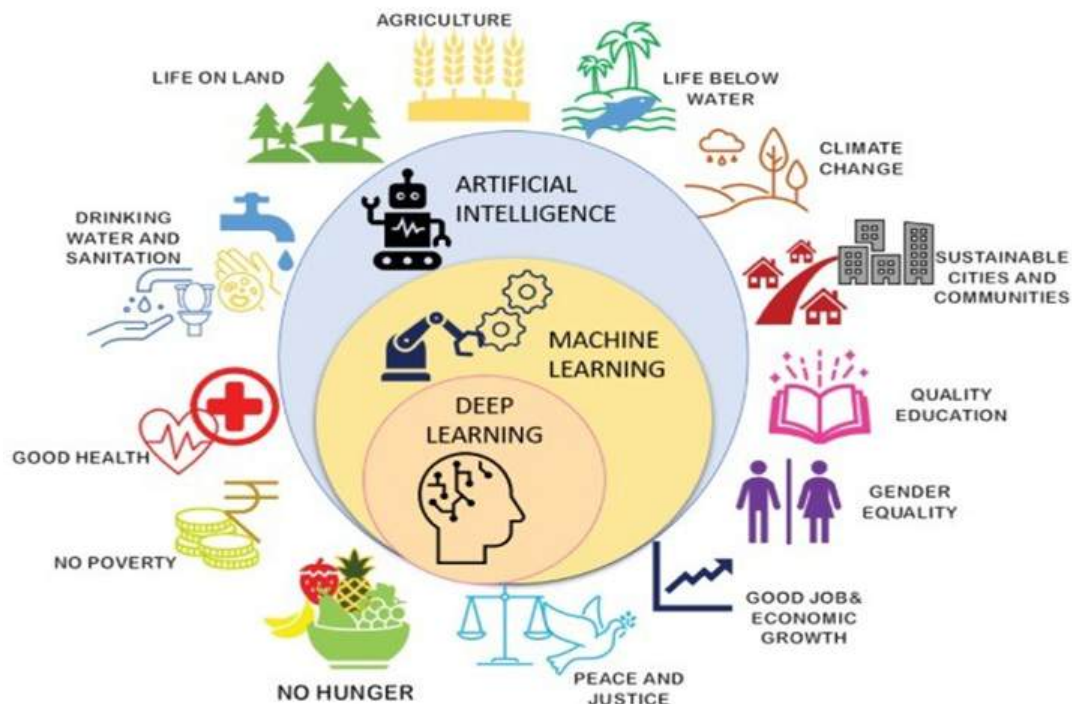 AGRICULTURE
LIFE ON LAND
LIFE BELOW
WATER
CLIMATE
CHANGE
ARTIFICIAL
INTELLIGENCE
DRINKING
WATER AND
SANITATION
SUSTAINABLE
CITIES AND
COMMUNITIES
MACHINE
LEARNING
DEEP
LEARNING
QUALITY
EDUCATION
GOOD HEALTH
GENDER
EQUALITY
NO POVERTY
GOOD JOB&
ECONOMIC
GROWTH
PEACE AND
JUSTICE
NO HUNGER